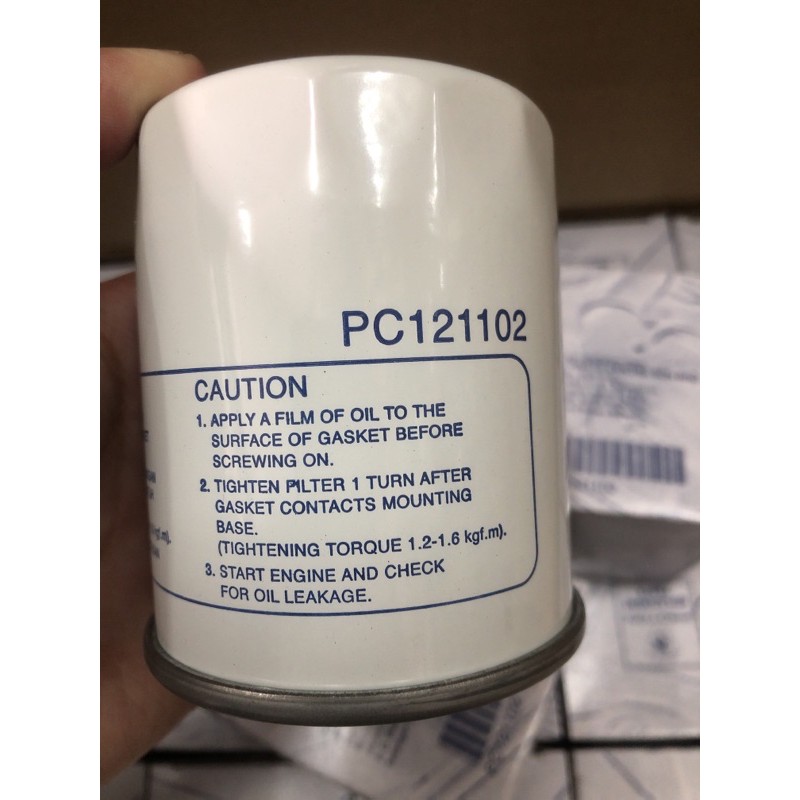 PC121102
CAUTION
1. APPLY A FILM OF OIL TO THE
SURFACE OF GASKET BEFORE
SCREWING ON.
2. TIGHTEN PILTER 1 TURN AFTER
GASKET CONTACTS MOUNTING
BASE.
(TIGHTENING TORQUE 1.2-1.6 kgf.m).
3. START ENGINE AND CHECK
FOR OIL LEAKAGE.